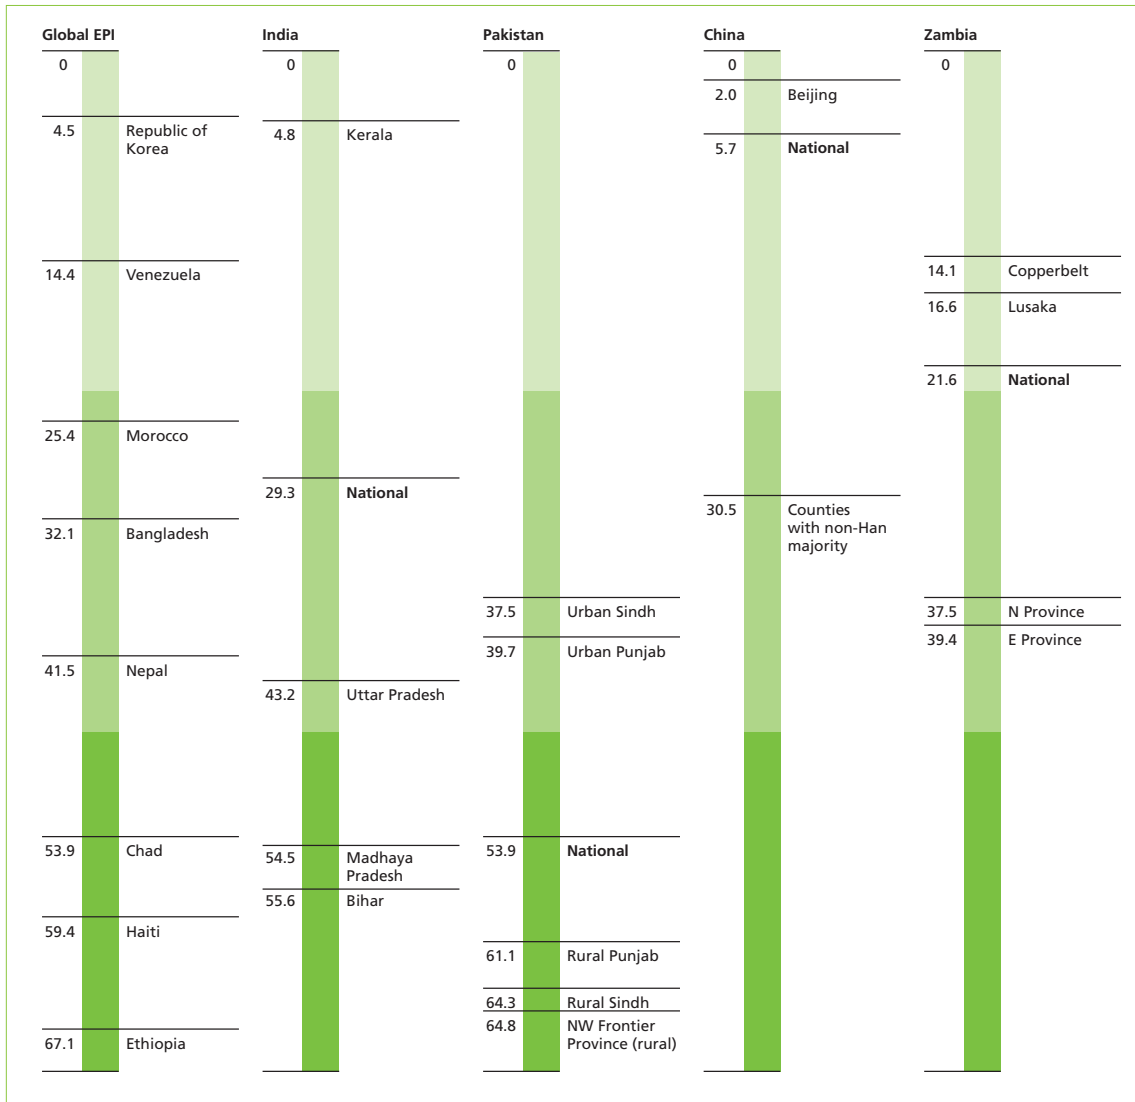 Global EPI
0
4.5
Republic of
Korea
14.4
Venezuela
25.4
Morocco
32.1
Bangladesh
41.5
Nepal
53.9
Chad
59.4
Haiti
67.1
Ethiopia
India
0
4.8
Kerala
29.3
National
43.2
Uttar Pradesh
54.5
Madhaya
Pradesh
55.6
Bihar
Pakistan
0
37.5
Urban Sindh
39.7
Urban Punjab
53.9
National
61.1
Rural Punjab
64.3
Rural Sindh
64.8
NW Frontier
Province (rural)
China
0
2.0
Beijing
5.7
National
30.5
Counties
with non-Han
majority
Zambia
0
14.1
Copperbelt
16.6
Lusaka
21.6
National
37.5
N Province
39.4
E Province